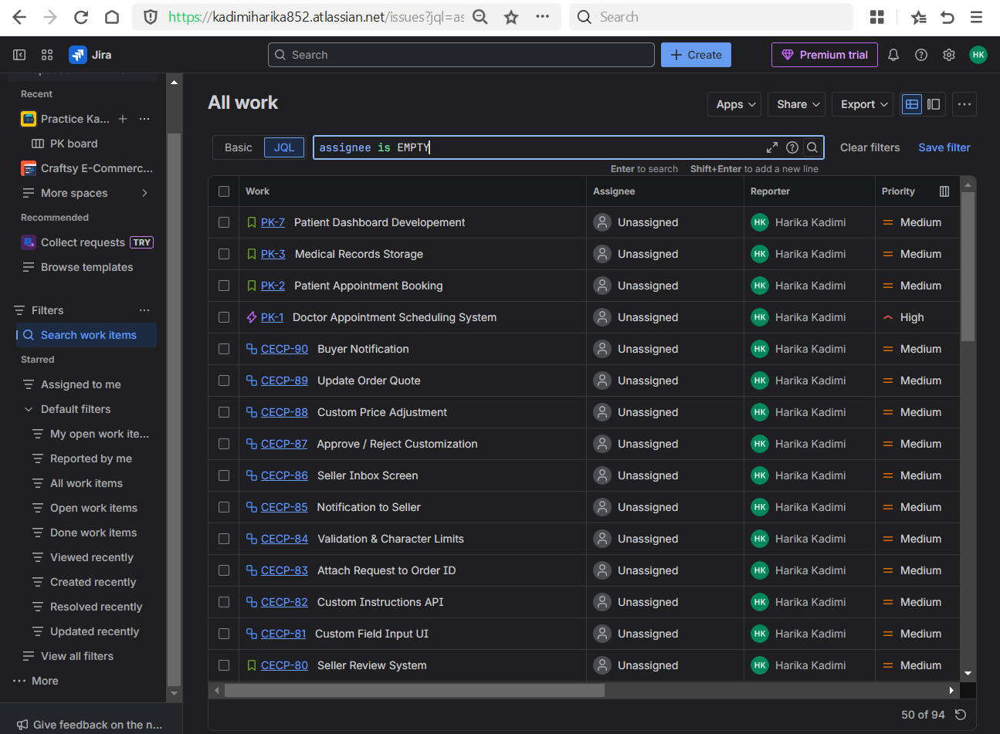 https://kadimiharika852.atlassian.net/issues?jql=as
Search
Jira
Search
Create
Premium trial
HK
Recent
Practice Ka...
PK board
Craftsy E-Commerc...
More spaces
Recommended
Collect requests TRY
Browse templates
Filters
Search work items
Starred
Assigned to me
Default filters
My open work ite...
Reported by me
All work items
Open work items
Done work items
Viewed recently
Created recently
Resolved recently
Updated recently
View all filters
More
Give feedback on the n...
All work
Apps Share Export
Basic JQL assignee is EMPTY Clear filters Save filter
Enter to search Shift+Enter to add a new line
Work Assignee Reporter Priority
PK-7 Patient Dashboard Developement Unassigned HK Harika Kadimi Medium
PK-3 Medical Records Storage Unassigned HK Harika Kadimi Medium
PK-2 Patient Appointment Booking Unassigned HK Harika Kadimi Medium
PK-1 Doctor Appointment Scheduling System Unassigned HK Harika Kadimi High
CECP-90 Buyer Notification Unassigned HK Harika Kadimi Medium
CECP-89 Update Order Quote Unassigned HK Harika Kadimi Medium
CECP-88 Custom Price Adjustment Unassigned HK Harika Kadimi Medium
CECP-87 Approve / Reject Customization Unassigned HK Harika Kadimi Medium
CECP-86 Seller Inbox Screen Unassigned HK Harika Kadimi Medium
CECP-85 Notification to Seller Unassigned HK Harika Kadimi Medium
CECP-84 Validation & Character Limits Unassigned HK Harika Kadimi Medium
CECP-83 Attach Request to Order ID Unassigned HK Harika Kadimi Medium
CECP-82 Custom Instructions API Unassigned HK Harika Kadimi Medium
CECP-81 Custom Field Input UI Unassigned HK Harika Kadimi Medium
CECP-80 Seller Review System Unassigned HK Harika Kadimi Medium
50 of 94